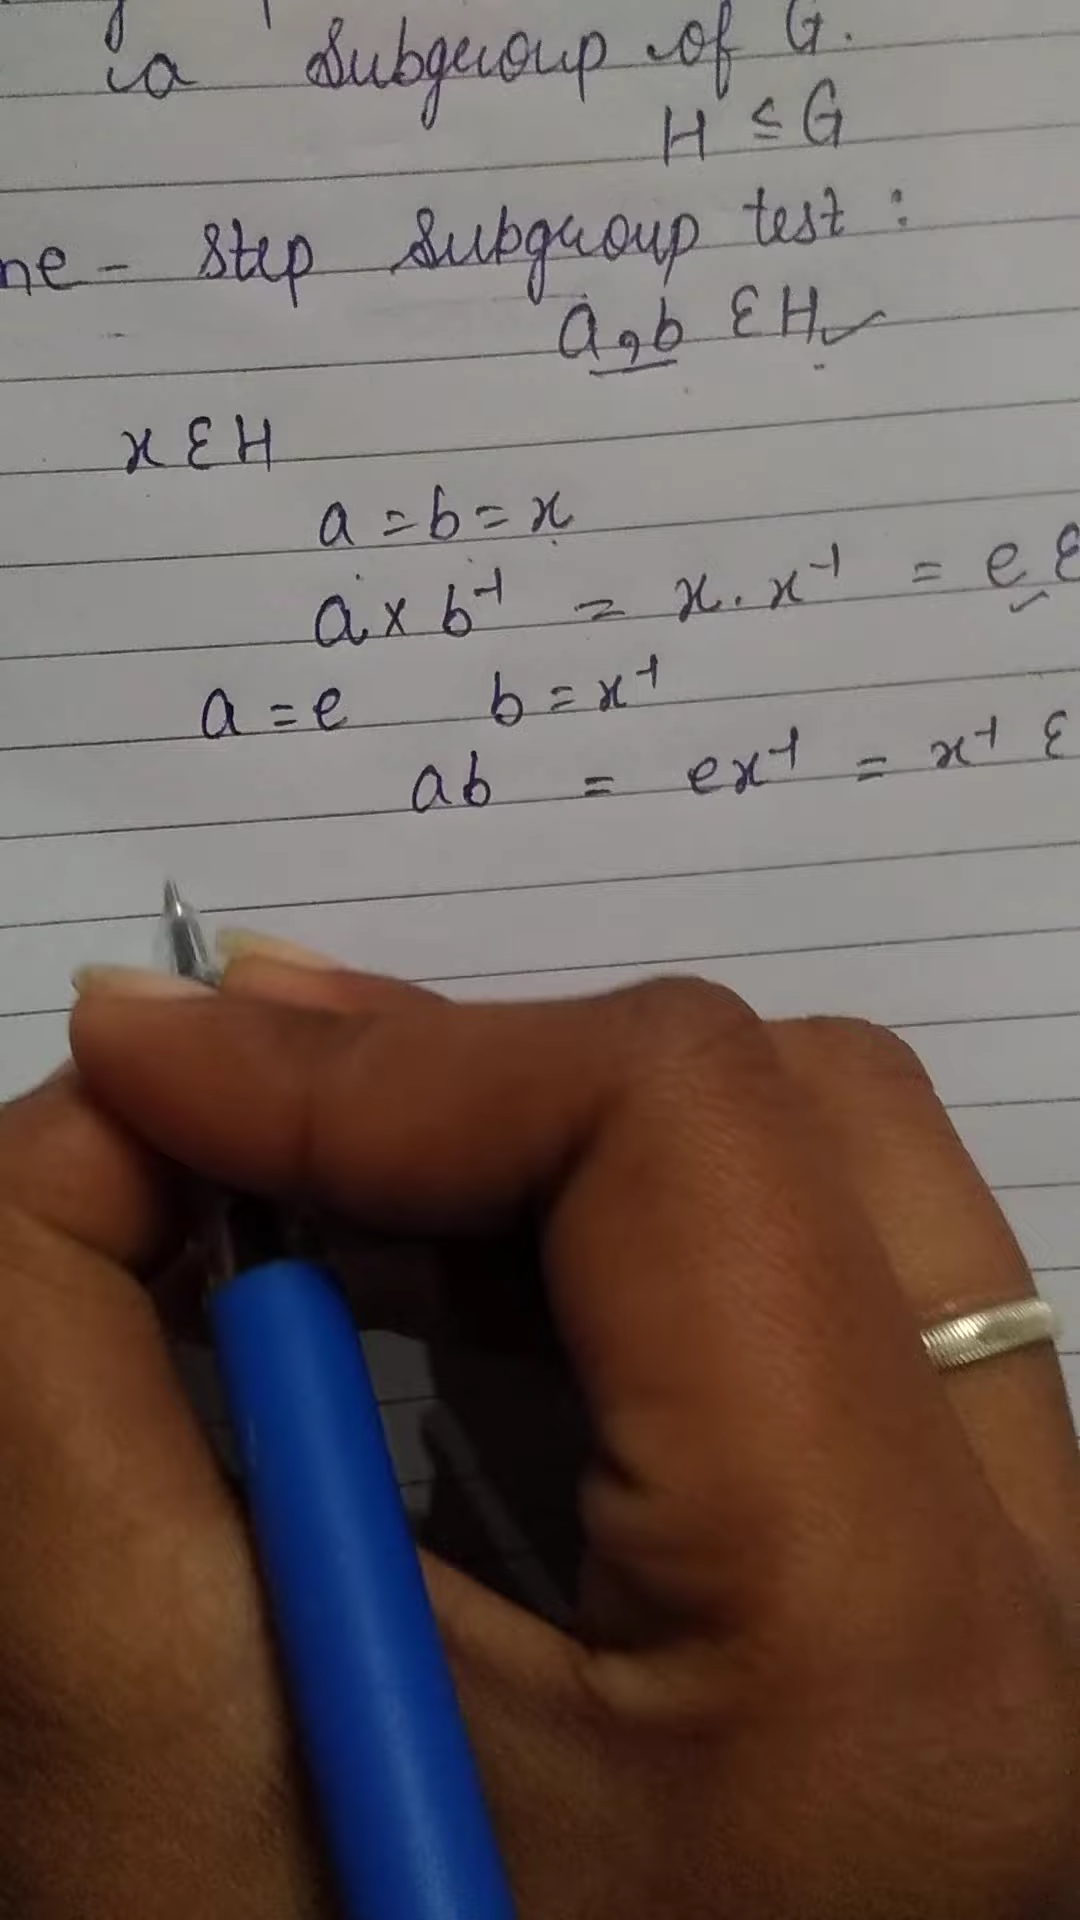 is a Subgroup of G.
H ≤ G
ne - Step Subgroup test :
a, b ∈ H
x ∈ H
a = b = x
a × b⁻¹ = x . x⁻¹ = e ∈
a = e b = x⁻¹
ab = ex⁻¹ = x⁻¹ ∈